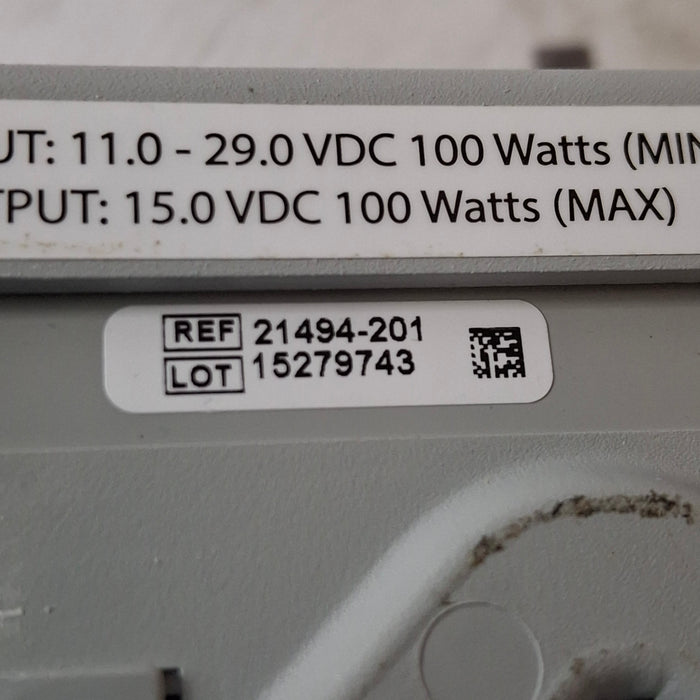 UT: 11.0 - 29.0 VDC 100 Watts (MIN
TPUT: 15.0 VDC 100 Watts (MAX)
REF 21494-201
LOT 15279743